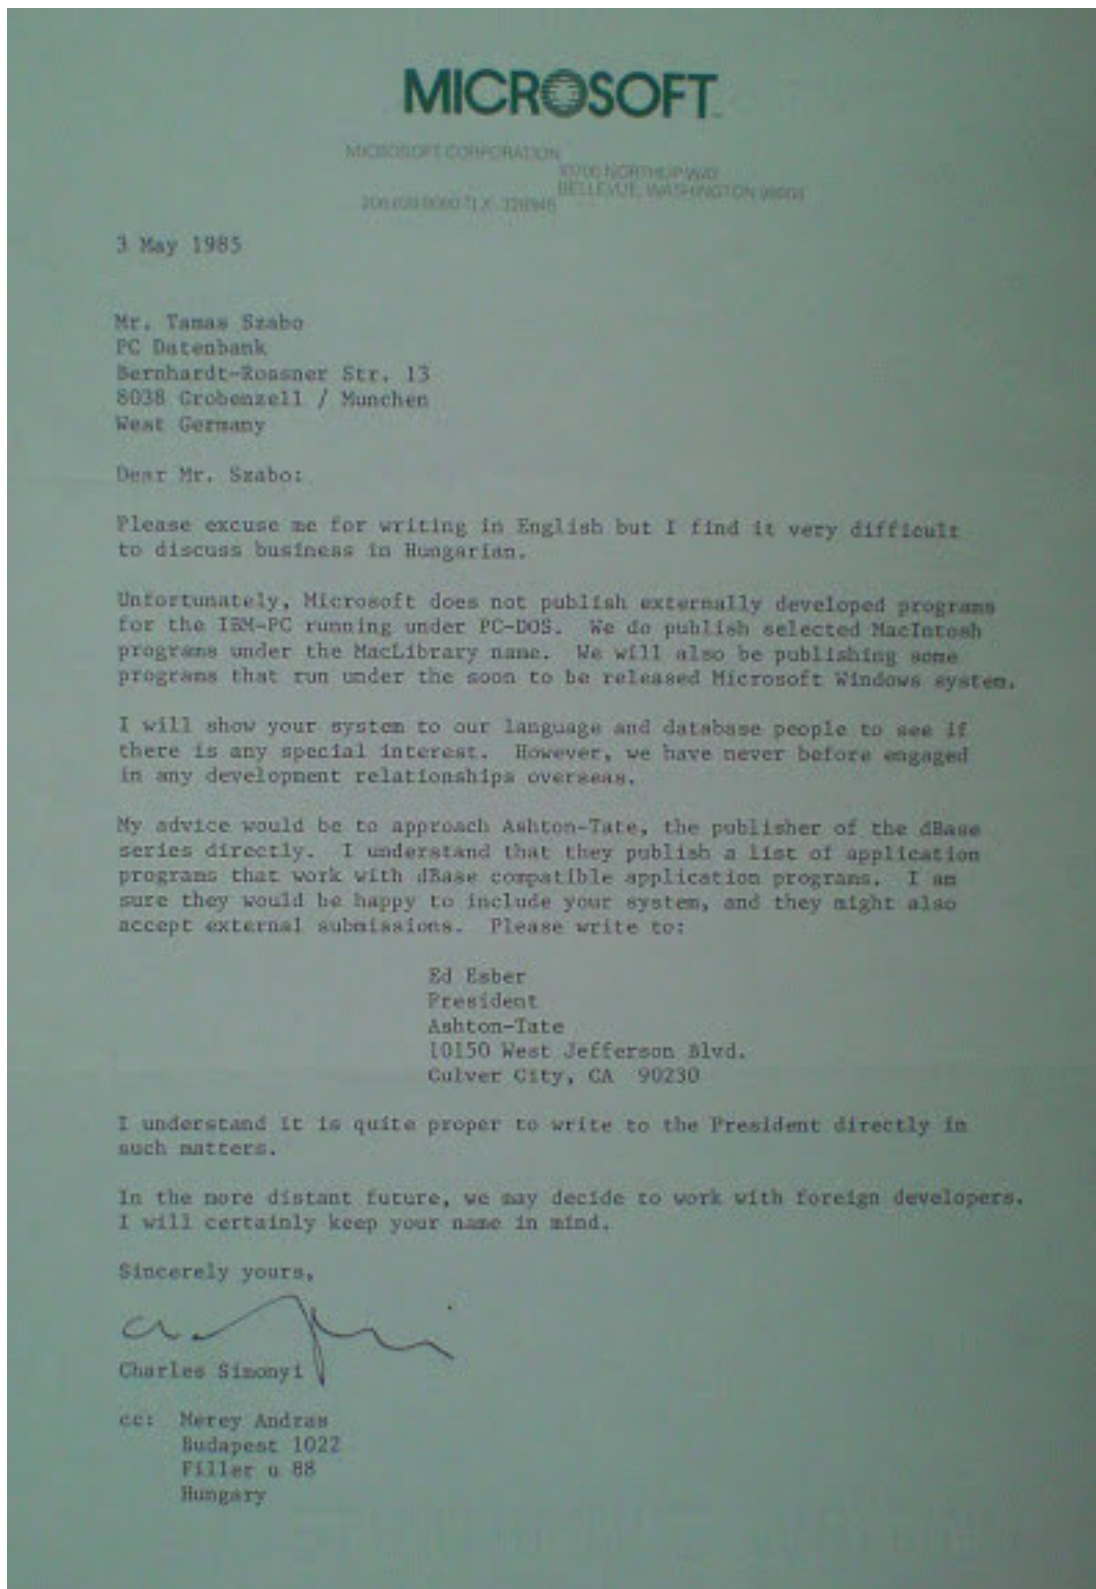 MICROSOFT
MICROSOFT CORPORATION
10700 NORTHUP WAY
BELLEVUE, WASHINGTON 98004
3 May 1985
Mr. Tamas Szabo
PC Datenbank
Bernhardt-Rossner Str. 13
8038 Grobenzell / Munchen
West Germany
Dear Mr. Szabo:
Please excuse me for writing in English but I find it very difficult
to discuss business in Hungarian.
Unfortunately, Microsoft does not publish externally developed programs
for the IBM-PC running under PC-DOS. We do publish selected MacIntosh
programs under the MacLibrary name. We will also be publishing some
programs that run under the soon to be released Microsoft Windows system.
I will show your system to our language and database people to see if
there is any special interest. However, we have never before engaged
in any development relationships overseas.
My advice would be to approach Ashton-Tate, the publisher of the dBase
series directly. I understand that they publish a list of application
programs that work with dBase compatible application programs. I am
sure they would be happy to include your system, and they might also
accept external submissions. Please write to:
Ed Esber
President
Ashton-Tate
10150 West Jefferson Blvd.
Culver City, CA 90230
I understand it is quite proper to write to the President directly in
such matters.
In the more distant future, we may decide to work with foreign developers.
I will certainly keep your name in mind.
Sincerely yours,
Charles Simonyi
cc: Merey Andras
Budapest 1022
Filler u 88
Hungary